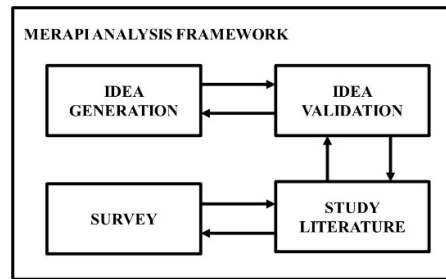 MERAPI ANALYSIS FRAMEWORK
IDEA
GENERATION
IDEA
VALIDATION
SURVEY
STUDY
LITERATURE